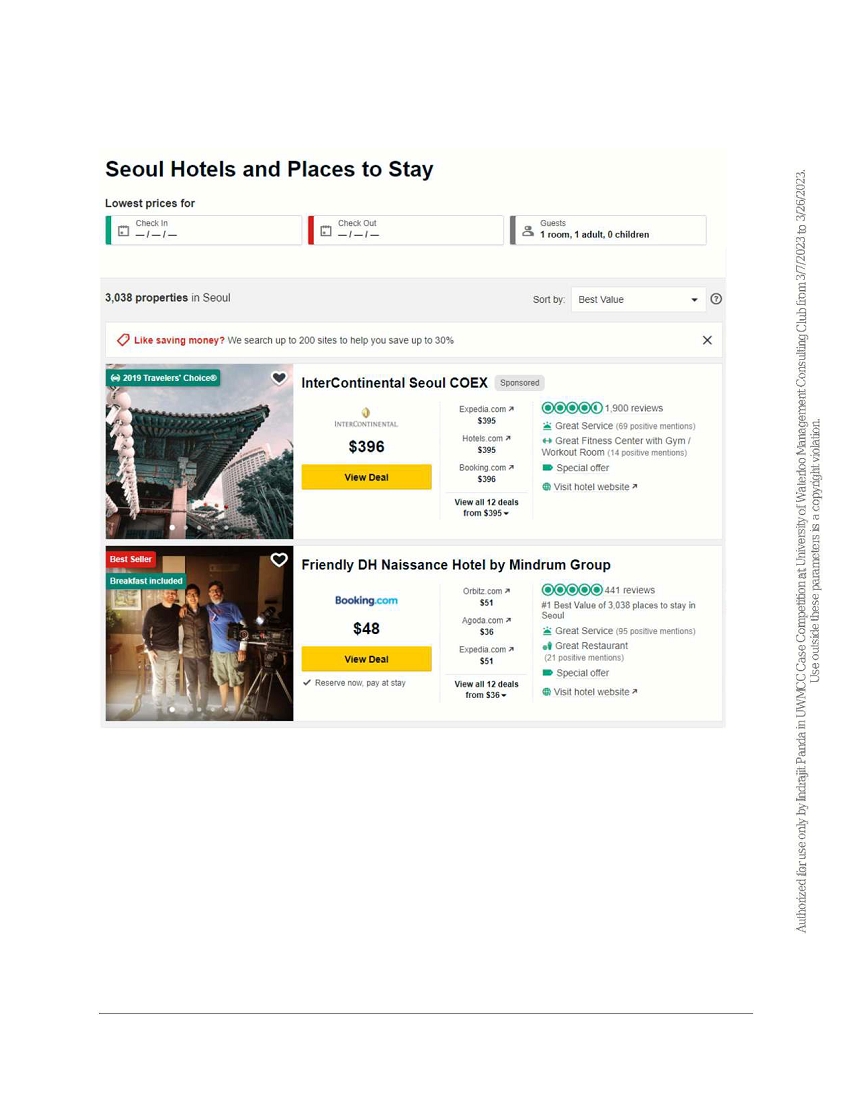 Seoul Hotels and Places to Stay
Lowest prices for
Check In
— / — / —
Check Out
— / — / —
Guests
1 room, 1 adult, 0 children
3,038 properties in Seoul
Sort by:
Best Value
?
Like saving money? We search up to 200 sites to help you save up to 30%
2019 Travelers' Choice®
InterContinental Seoul COEX
Sponsored
INTERCONTINENTAL
$396
View Deal
Expedia.com
$395
Hotels.com
$395
Booking.com
$396
View all 12 deals
from $395
1,900 reviews
Great Service (69 positive mentions)
Great Fitness Center with Gym /
Workout Room (14 positive mentions)
Special offer
Visit hotel website
Best Seller
Breakfast included
Friendly DH Naissance Hotel by Mindrum Group
Booking.com
$48
View Deal
Reserve now, pay at stay
Orbitz.com
$51
Agoda.com
$36
Expedia.com
$51
View all 12 deals
from $36
441 reviews
#1 Best Value of 3,038 places to stay in
Seoul
Great Service (95 positive mentions)
Great Restaurant
(21 positive mentions)
Special offer
Visit hotel website
Authorized for use only by Indrajit Panda in UWMCC Case Competition at University of Waterloo Management Consulting Club from 3/7/2023 to 3/26/2023.
Use outside these parameters is a copyright violation.